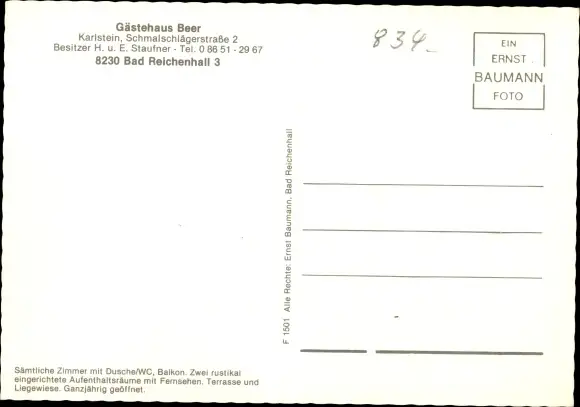 Gästehaus Beer
Karlstein, Schmalschlägerstraße 2
Besitzer H. u. E. Staufner - Tel. 0 86 51 - 29 67
8230 Bad Reichenhall 3
834_
EIN
ERNST
BAUMANN
FOTO
F 1501 Alle Rechte: Ernst Baumann, Bad Reichenhall
Sämtliche Zimmer mit Dusche/WC, Balkon. Zwei rustikal
eingerichtete Aufenthaltsräume mit Fernsehen. Terrasse und
Liegewiese. Ganzjährig geöffnet.